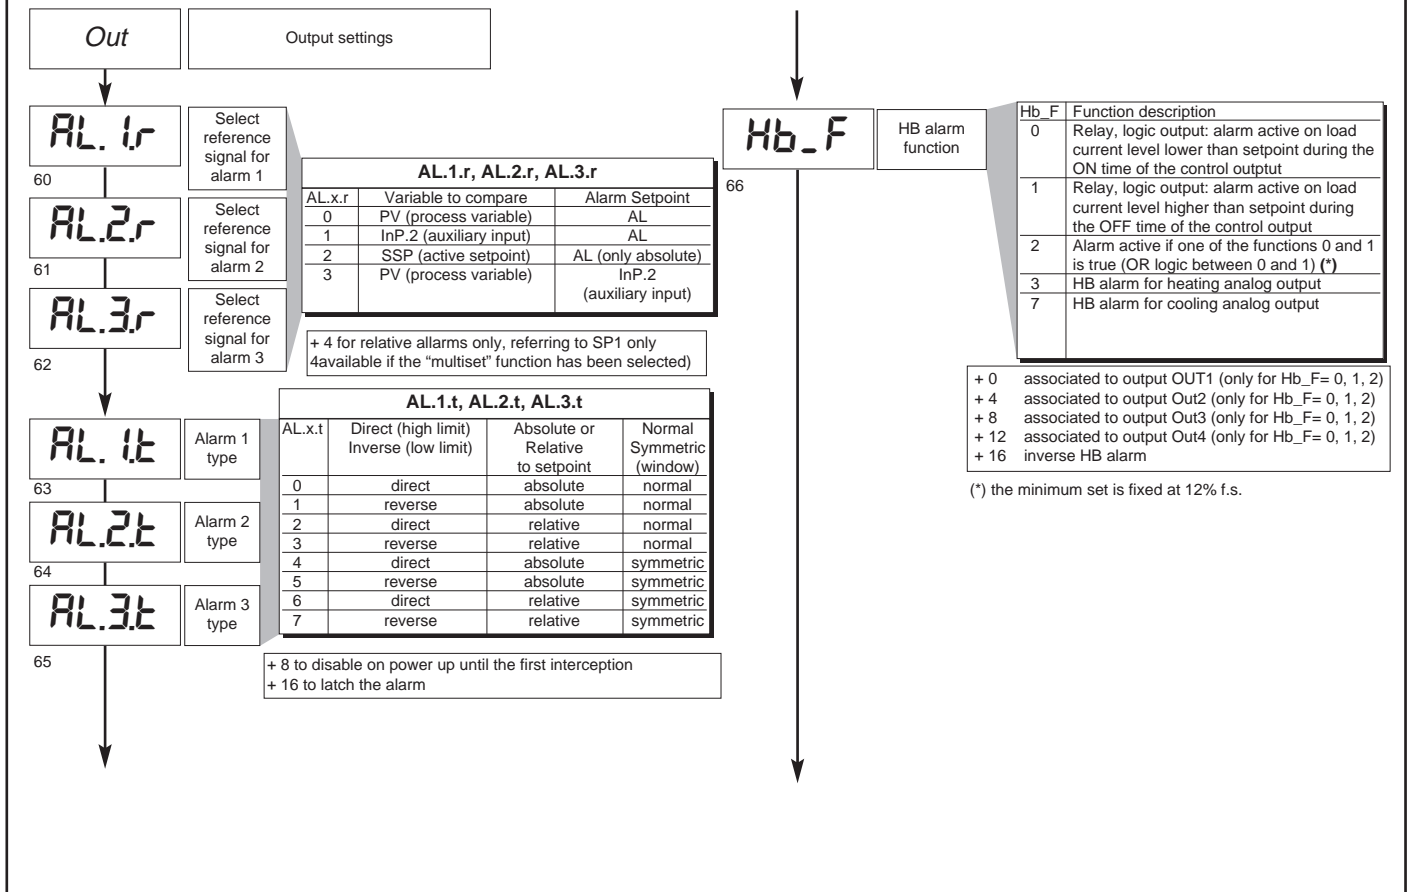 Out
Output settings
AL.1.r
Select
reference
signal for
alarm 1
60
AL.2.r
Select
reference
signal for
alarm 2
61
AL.3.r
Select
reference
signal for
alarm 3
62
AL.1.r, AL.2.r, AL.3.r
AL.x.r Variable to compare Alarm Setpoint
0 PV (process variable) AL
1 InP.2 (auxiliary input) AL
2 SSP (active setpoint) AL (only absolute)
3 PV (process variable) InP.2
(auxiliary input)
+ 4 for relative allarms only, referring to SP1 only
4available if the “multiset” function has been selected)
AL.1.t
Alarm 1
type
63
AL.2.t
Alarm 2
type
64
AL.3.t
Alarm 3
type
65
AL.1.t, AL.2.t, AL.3.t
AL.x.t Direct (high limit) Absolute or Normal
Inverse (low limit) Relative Symmetric
to setpoint (window)
0 direct absolute normal
1 reverse absolute normal
2 direct relative normal
3 reverse relative normal
4 direct absolute symmetric
5 reverse absolute symmetric
6 direct relative symmetric
7 reverse relative symmetric
+ 8 to disable on power up until the first interception
+ 16 to latch the alarm
Hb_F
HB alarm
function
66
Hb_F Function description
0 Relay, logic output: alarm active on load
current level lower than setpoint during the
ON time of the control outptut
1 Relay, logic output: alarm active on load
current level higher than setpoint during
the OFF time of the control output
2 Alarm active if one of the functions 0 and 1
is true (OR logic between 0 and 1) (*)
3 HB alarm for heating analog output
7 HB alarm for cooling analog output
+ 0 associated to output OUT1 (only for Hb_F= 0, 1, 2)
+ 4 associated to output Out2 (only for Hb_F= 0, 1, 2)
+ 8 associated to output Out3 (only for Hb_F= 0, 1, 2)
+ 12 associated to output Out4 (only for Hb_F= 0, 1, 2)
+ 16 inverse HB alarm
(*) the minimum set is fixed at 12% f.s.